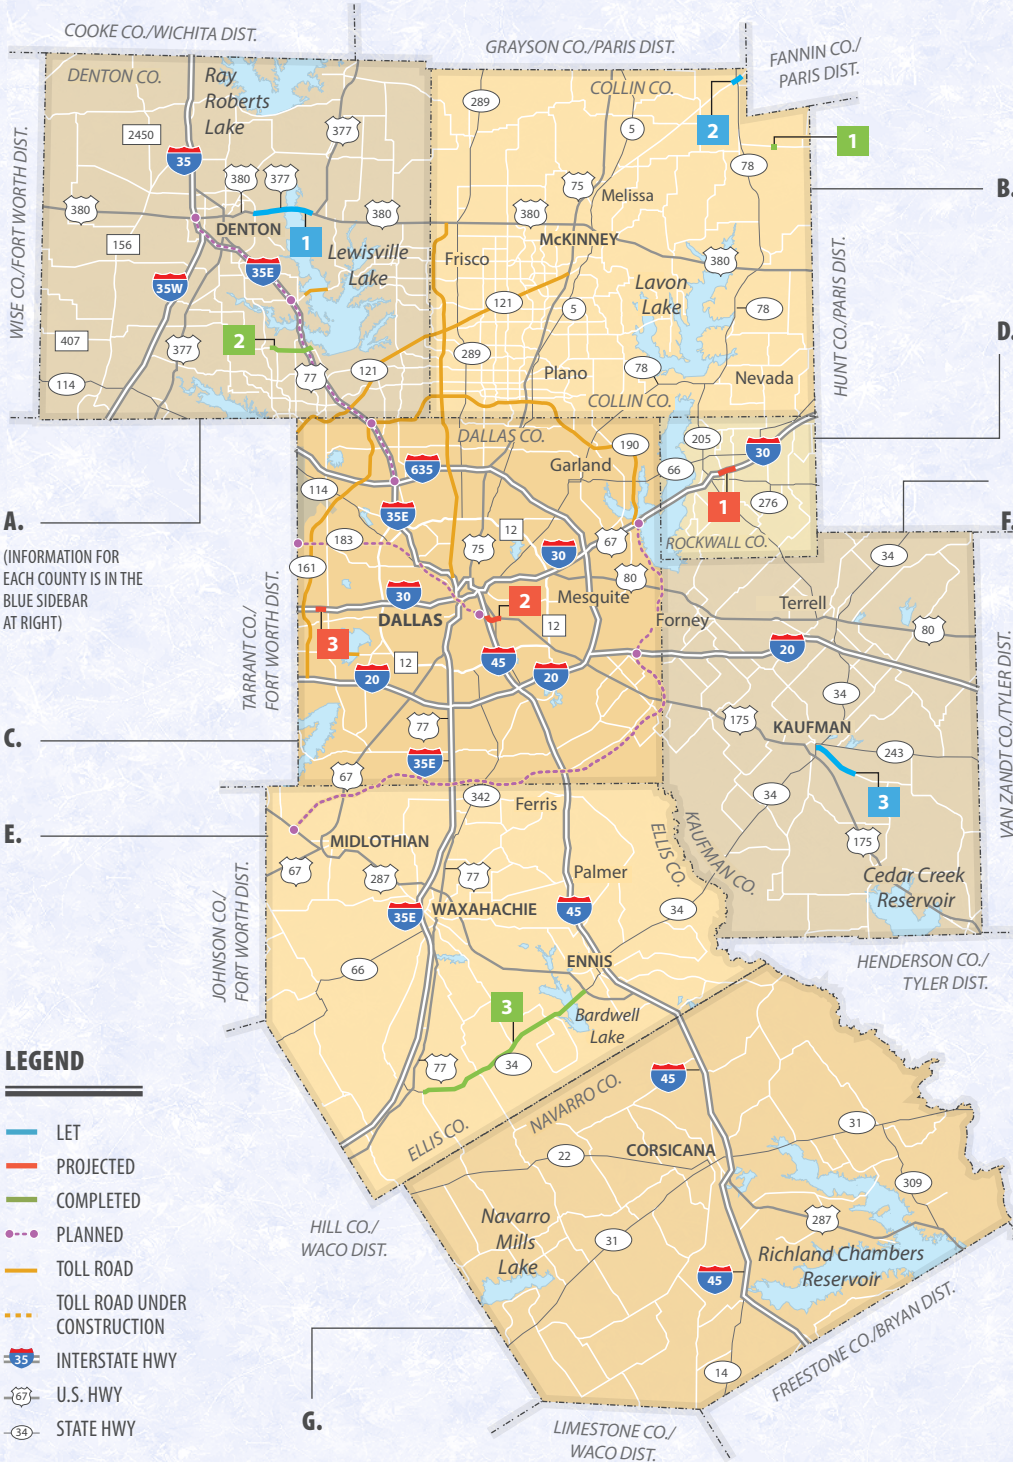 COOKE CO./WICHITA DIST.
GRAYSON CO./PARIS DIST.
FANNIN CO./
PARIS DIST.
DENTON CO.
Ray
Roberts
Lake
COLLIN CO.
289
2450
377
5
2
1
35
78
380
377
75
Melissa
B.
WISE CO./FORT WORTH DIST.
380
380
380
DENTON
1
156
McKINNEY
Lewisville
Lake
Frisco
380
35E
35W
Lavon
Lake
HUNT CO./PARIS DIST.
121
5
78
407
2
377
289
D.
114
77
121
Plano
78
Nevada
COLLIN CO.
DALLAS CO.
190
205
30
Garland
66
635
114
1
276
35E
A.
12
F.
(INFORMATION FOR
EACH COUNTY IS IN THE
BLUE SIDEBAR
AT RIGHT)
183
75
67
30
ROCKWALL CO.
34
161
80
30
Mesquite
Terrell
2
DALLAS
12
Forney
80
3
TARRANT CO./
FORT WORTH DIST.
12
45
20
20
20
VAN ZANDT CO./TYLER DIST.
34
77
175
KAUFMAN
C.
243
35E
67
34
3
342
Ferris
E.
MIDLOTHIAN
ELLIS CO.
KAUFMAN CO.
175
67
287
77
Palmer
Cedar Creek
Reservoir
35E
WAXAHACHIE
45
34
JOHNSON CO./
FORT WORTH DIST.
66
ENNIS
HENDERSON CO./
TYLER DIST.
3
Bardwell
Lake
77
34
45
LEGEND
NAVARRO CO.
ELLIS CO.
LET
PROJECTED
COMPLETED
PLANNED
TOLL ROAD
TOLL ROAD UNDER
CONSTRUCTION
35
INTERSTATE HWY
67
U.S. HWY
34
STATE HWY
31
22
CORSICANA
309
HILL CO./
WACO DIST.
Navarro
Mills
Lake
31
287
Richland Chambers
Reservoir
45
FREESTONE CO./BRYAN DIST.
14
G.
LIMESTONE CO./
WACO DIST.